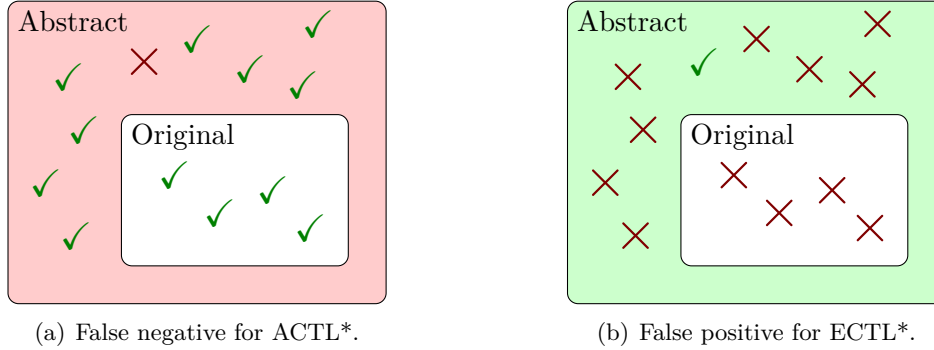 Abstract
Original
(a) False negative for ACTL*.
Abstract
Original
(b) False positive for ECTL*.